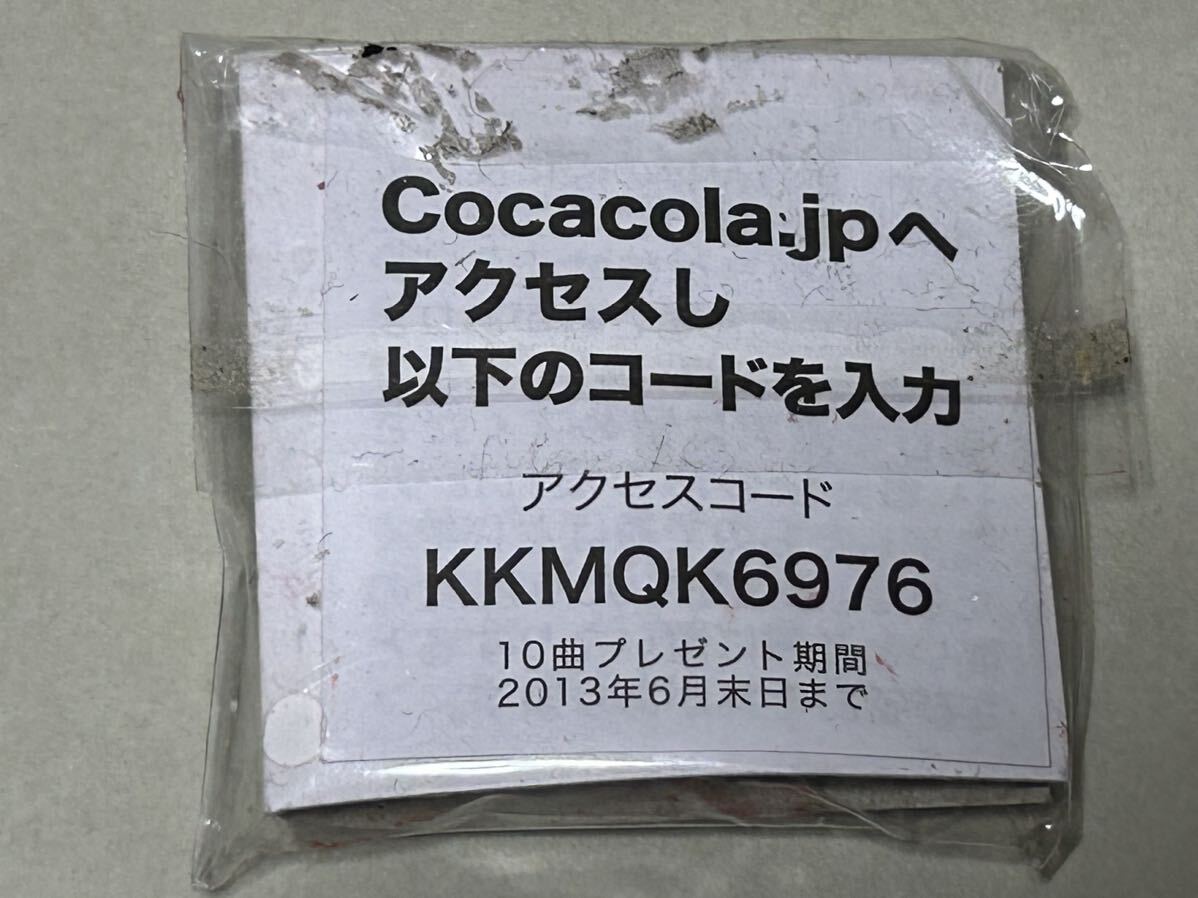 Cocacola.jpへ
アクセスし
以下のコードを入力
アクセスコード
KKMQK6976
10曲プレゼント期間
2013年6月末日まで